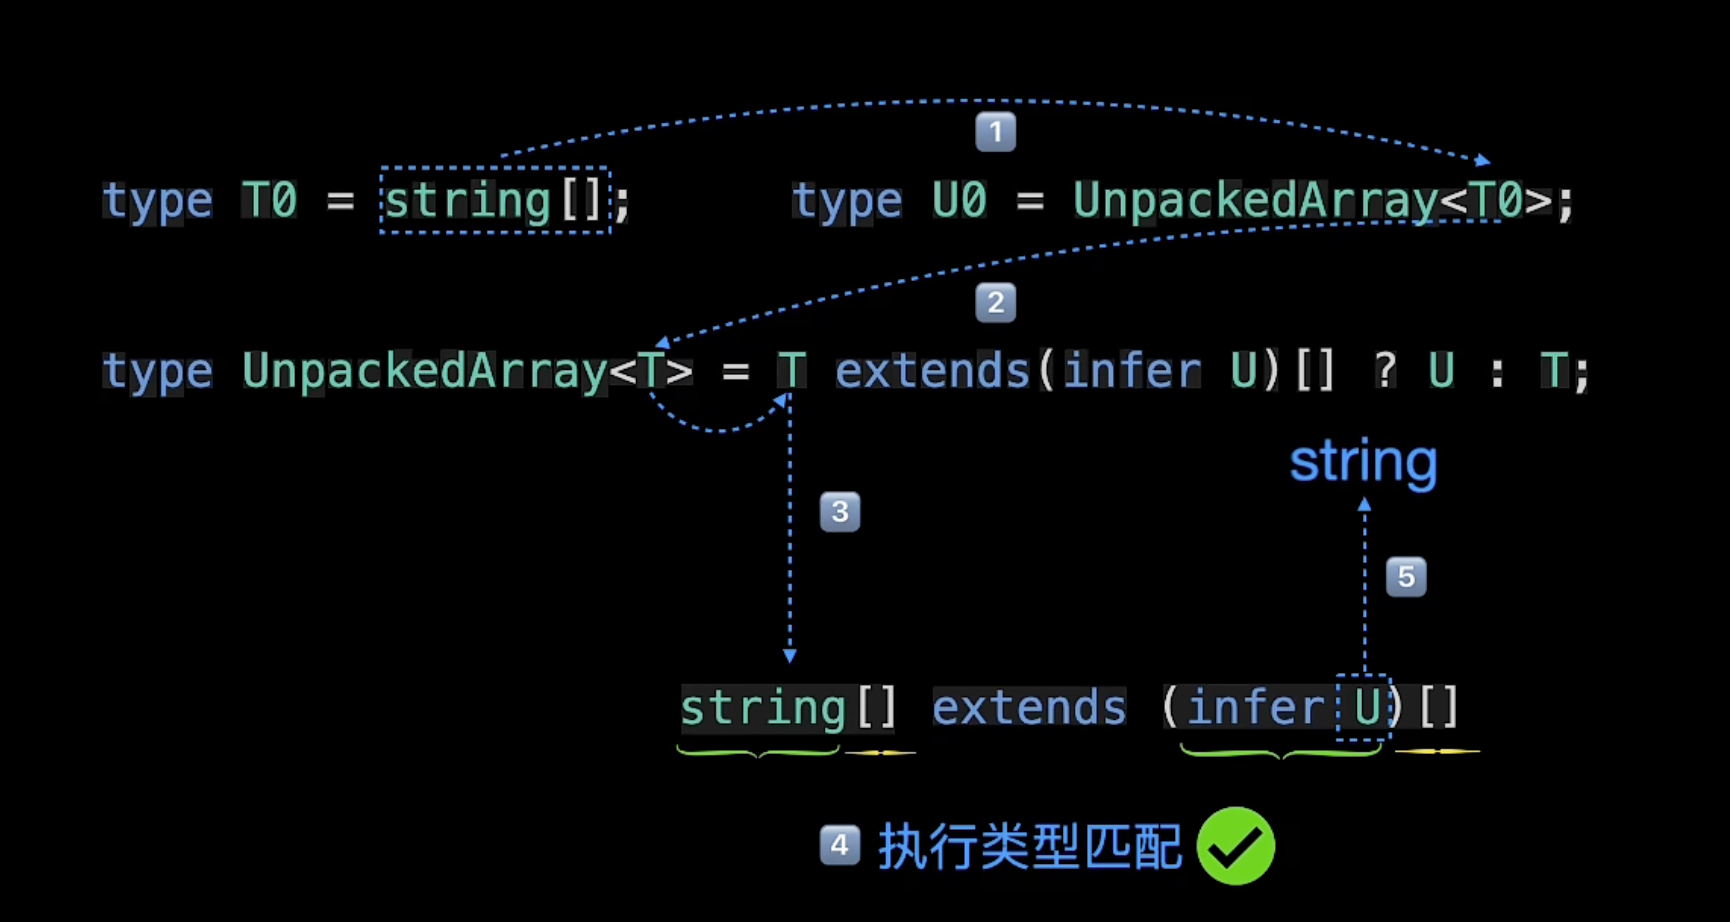 1
type T0 = string[]; type U0 = UnpackedArray<T0>;
2
type UnpackedArray<T> = T extends(infer U)[] ? U : T;
string
3
5
string[] extends (infer U)[]
4 执行类型匹配